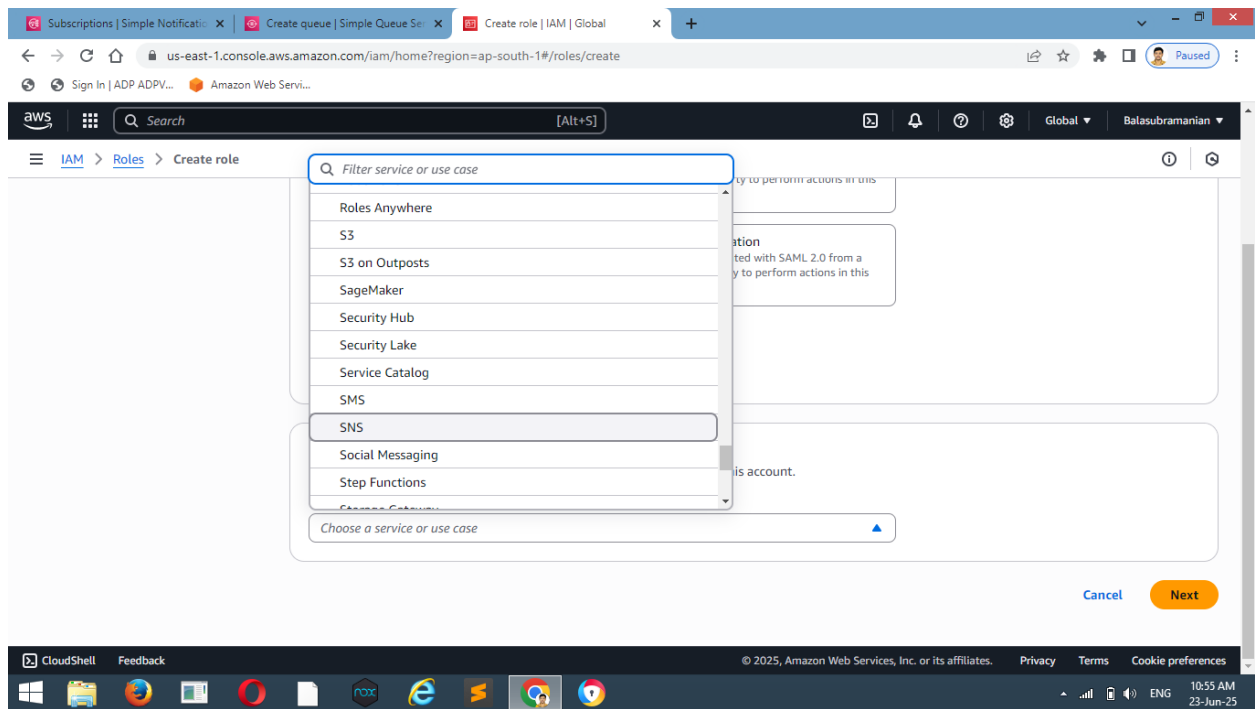 Subscriptions | Simple Notificatio
Create queue | Simple Queue Ser
Create role | IAM | Global
us-east-1.console.aws.amazon.com/iam/home?region=ap-south-1#/roles/create
Paused
Sign In | ADP ADPV...
Amazon Web Servi...
aws
Search
[Alt+S]
Global
Balasubramanian
IAM > Roles > Create role
Filter service or use case
ty to perform actions in this
Roles Anywhere
S3
ation
S3 on Outposts
ted with SAML 2.0 from a
y to perform actions in this
SageMaker
Security Hub
Security Lake
Service Catalog
SMS
SNS
Social Messaging
is account.
Step Functions
Storage Gateway
Choose a service or use case
Cancel
Next
CloudShell
Feedback
© 2025, Amazon Web Services, Inc. or its affiliates.
Privacy
Terms
Cookie preferences
nox
ENG
10:55 AM
23-Jun-25